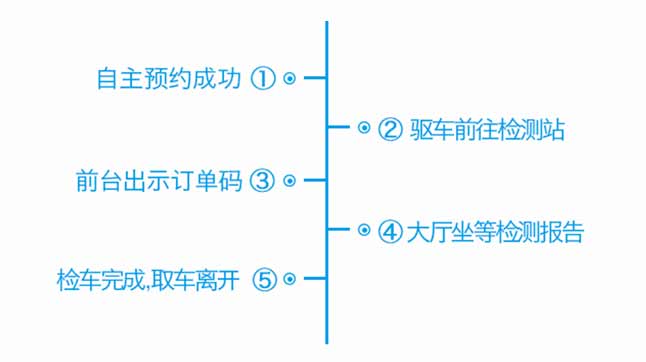 自主预约成功 ①
② 驱车前往检测站
前台出示订单码 ③
④ 大厅坐等检测报告
检车完成,取车离开 ⑤